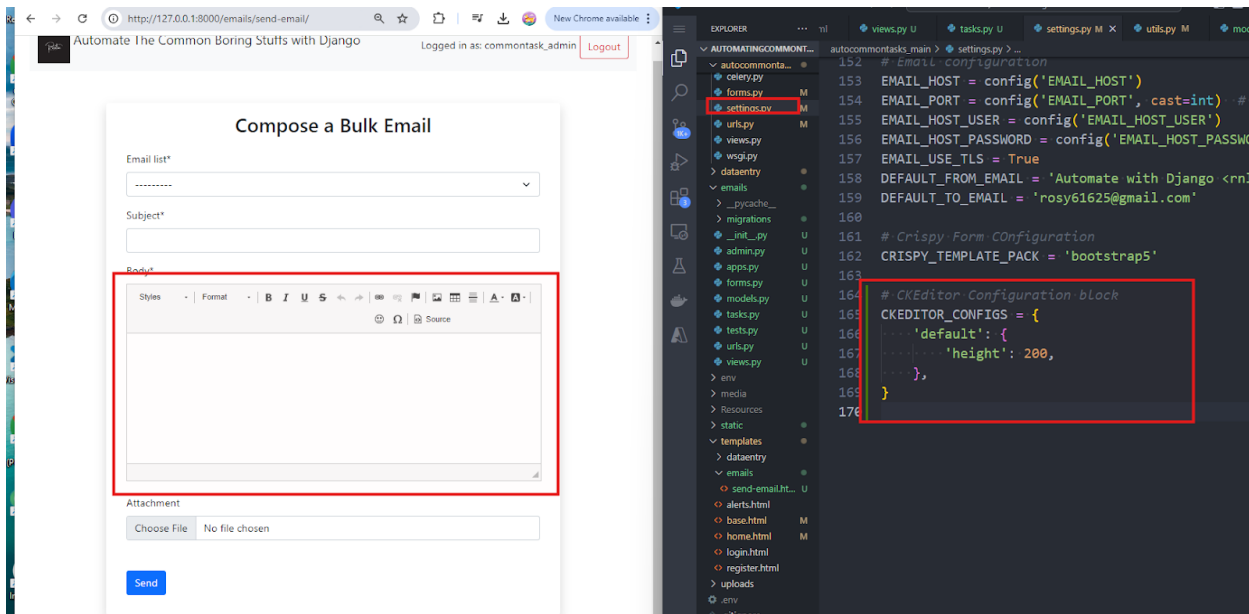 http://127.0.0.1:8000/emails/send-email/
New Chrome available
Automate The Common Boring Stuffs with Django
Logged in as: commontask_admin
Logout
Compose a Bulk Email
Email list*
---------
Subject*
Body*
Styles
Format
B I U S
A A
Ω Source
Attachment
Choose File No file chosen
Send
EXPLORER ...
AUTOMATINGCOMMONT...
autocommonta...
celery.py
forms.py M
settings.py M
urls.py M
views.py
wsgi.py
dataentry
emails
__pycache__
migrations
__init__.py U
admin.py U
apps.py U
forms.py U
models.py U
tasks.py U
tests.py U
urls.py U
views.py U
env
media
Resources
static
templates
dataentry
emails
send-email.ht... U
alerts.html
base.html M
home.html M
login.html
register.html
uploads
.env
1K+
3
views.py U
tasks.py U
settings.py M
utils.py M
autocommontasks_main > settings.py > ...
152 # Email configuration
153 EMAIL_HOST = config('EMAIL_HOST')
154 EMAIL_PORT = config('EMAIL_PORT', cast=int) #
155 EMAIL_HOST_USER = config('EMAIL_HOST_USER')
156 EMAIL_HOST_PASSWORD = config('EMAIL_HOST_PASSWO
157 EMAIL_USE_TLS = True
158 DEFAULT_FROM_EMAIL = 'Automate with Django <rnl
159 DEFAULT_TO_EMAIL = 'rosy61625@gmail.com'
160
161 # Crispy Form COnfiguration
162 CRISPY_TEMPLATE_PACK = 'bootstrap5'
163
164 # CKEditor Configuration block
165 CKEDITOR_CONFIGS = {
166 'default': {
167 'height': 200,
168 },
169 }
170